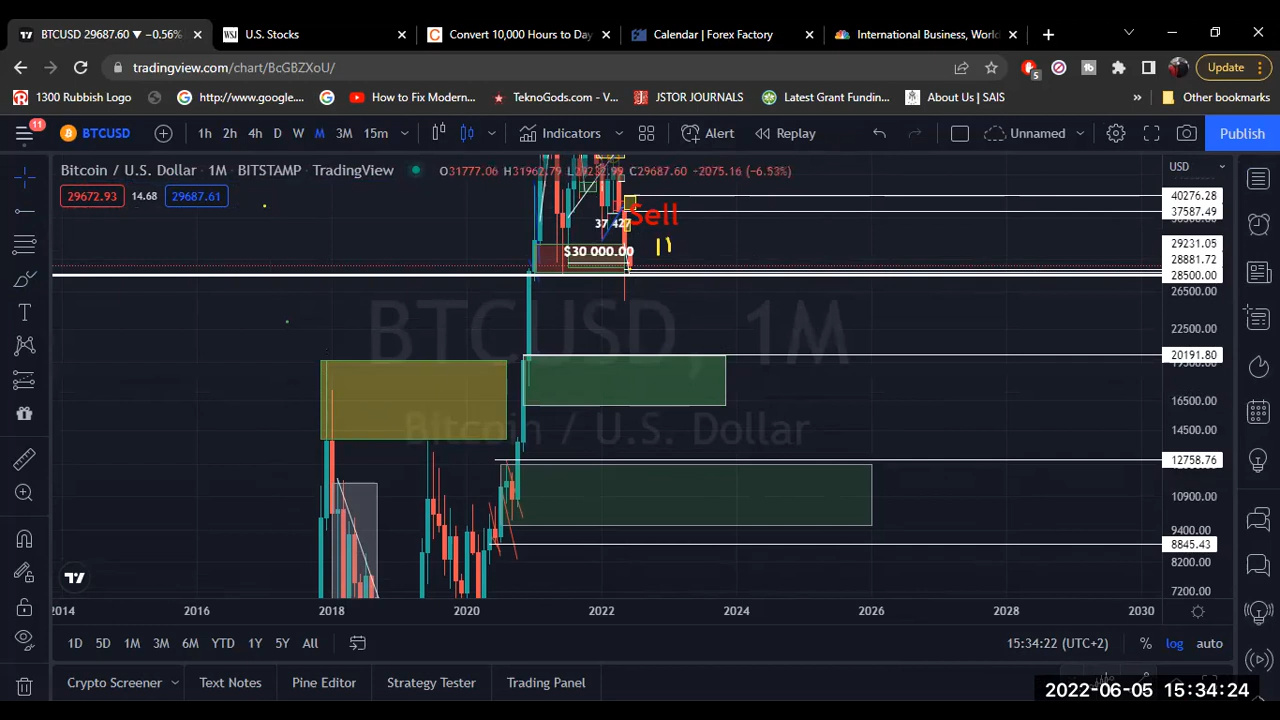 BTCUSD 29687.60 ▼ −0.56%
U.S. Stocks
Convert 10,000 Hours to Day
Calendar | Forex Factory
International Business, World
tradingview.com/chart/BcGBZXoU/
5
Update
1300 Rubbish Logo
http://www.google....
How to Fix Modern...
TeknoGods.com - V...
JSTOR JOURNALS
Latest Grant Fundin...
About Us | SAIS
»
Other bookmarks
11
BTCUSD
1h 2h 4h D W M 3M 15m
Indicators
Alert
Replay
Unnamed
Publish
Bitcoin / U.S. Dollar · 1M · BITSTAMP · TradingView
O31777.06 H31962.79 L29232.99 C29687.60 −2075.16 (−6.53%)
USD
29672.93 14.68 29687.61
40276.28
Sell
37587.49
37 427
29231.05
$30 000.00
28881.72
28500.00
26500.00
BTCUSD, 1M
22500.00
20191.80
16500.00
Bitcoin / U.S. Dollar
14500.00
12758.76
10900.00
9400.00
8845.43
8200.00
7200.00
2014 2016 2018 2020 2022 2024 2026 2028 2030
1D 5D 1M 3M 6M YTD 1Y 5Y All
15:34:22 (UTC+2)
% log auto
Crypto Screener
Text Notes
Pine Editor
Strategy Tester
Trading Panel
2022-06-05 15:34:24